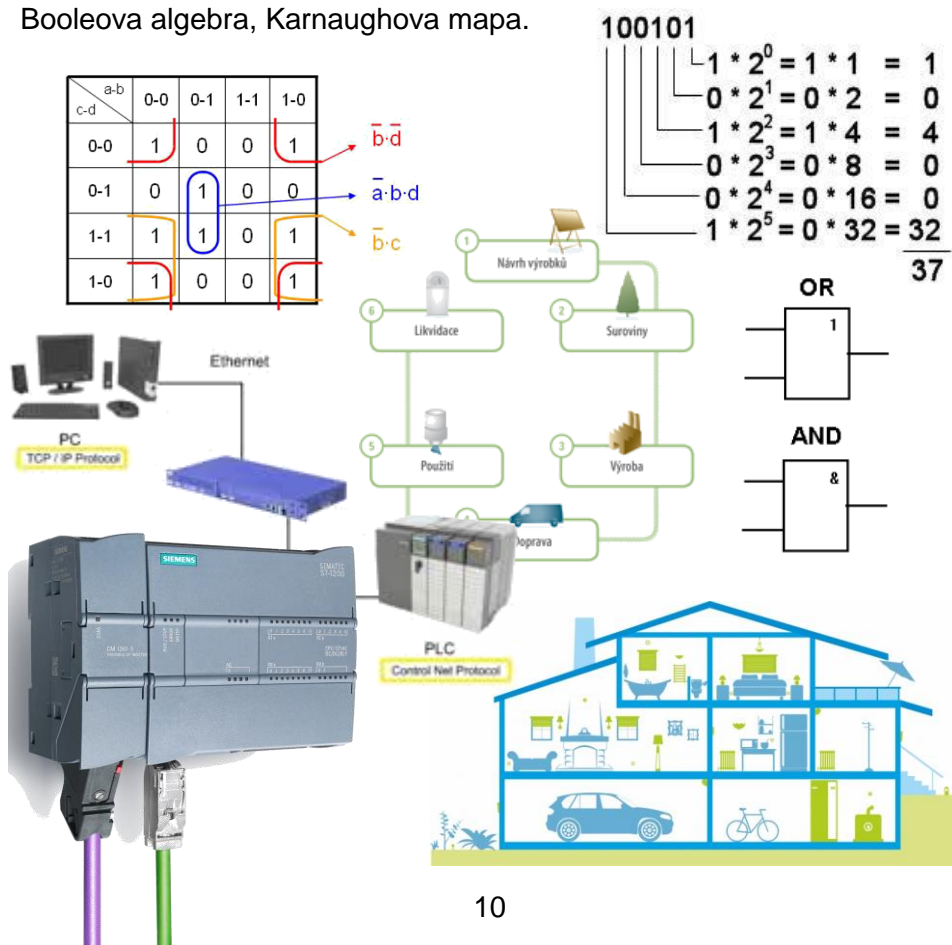 Booleova algebra, Karnaughova mapa.
a-b
c-d
0-0 0-1 1-1 1-0
0-0 1 0 0 1
0-1 0 1 0 0
1-1 1 1 0 1
1-0 1 0 0 1
b̅·d̅
a̅·b·d
b̅·c
100101
1 * 2⁰ = 1 * 1 = 1
0 * 2¹ = 0 * 2 = 0
1 * 2² = 1 * 4 = 4
0 * 2³ = 0 * 8 = 0
0 * 2⁴ = 0 * 16 = 0
1 * 2⁵ = 0 * 32 = 32
37
1
Návrh výrobků
6
Likvidace
2
Suroviny
5
Použití
3
Výroba
Doprava
OR
1
AND
&
Ethernet
PC
TCP / IP Protocol
SIEMENS
SIMATIC
S7-1200
PLC
Control Net Protocol
10